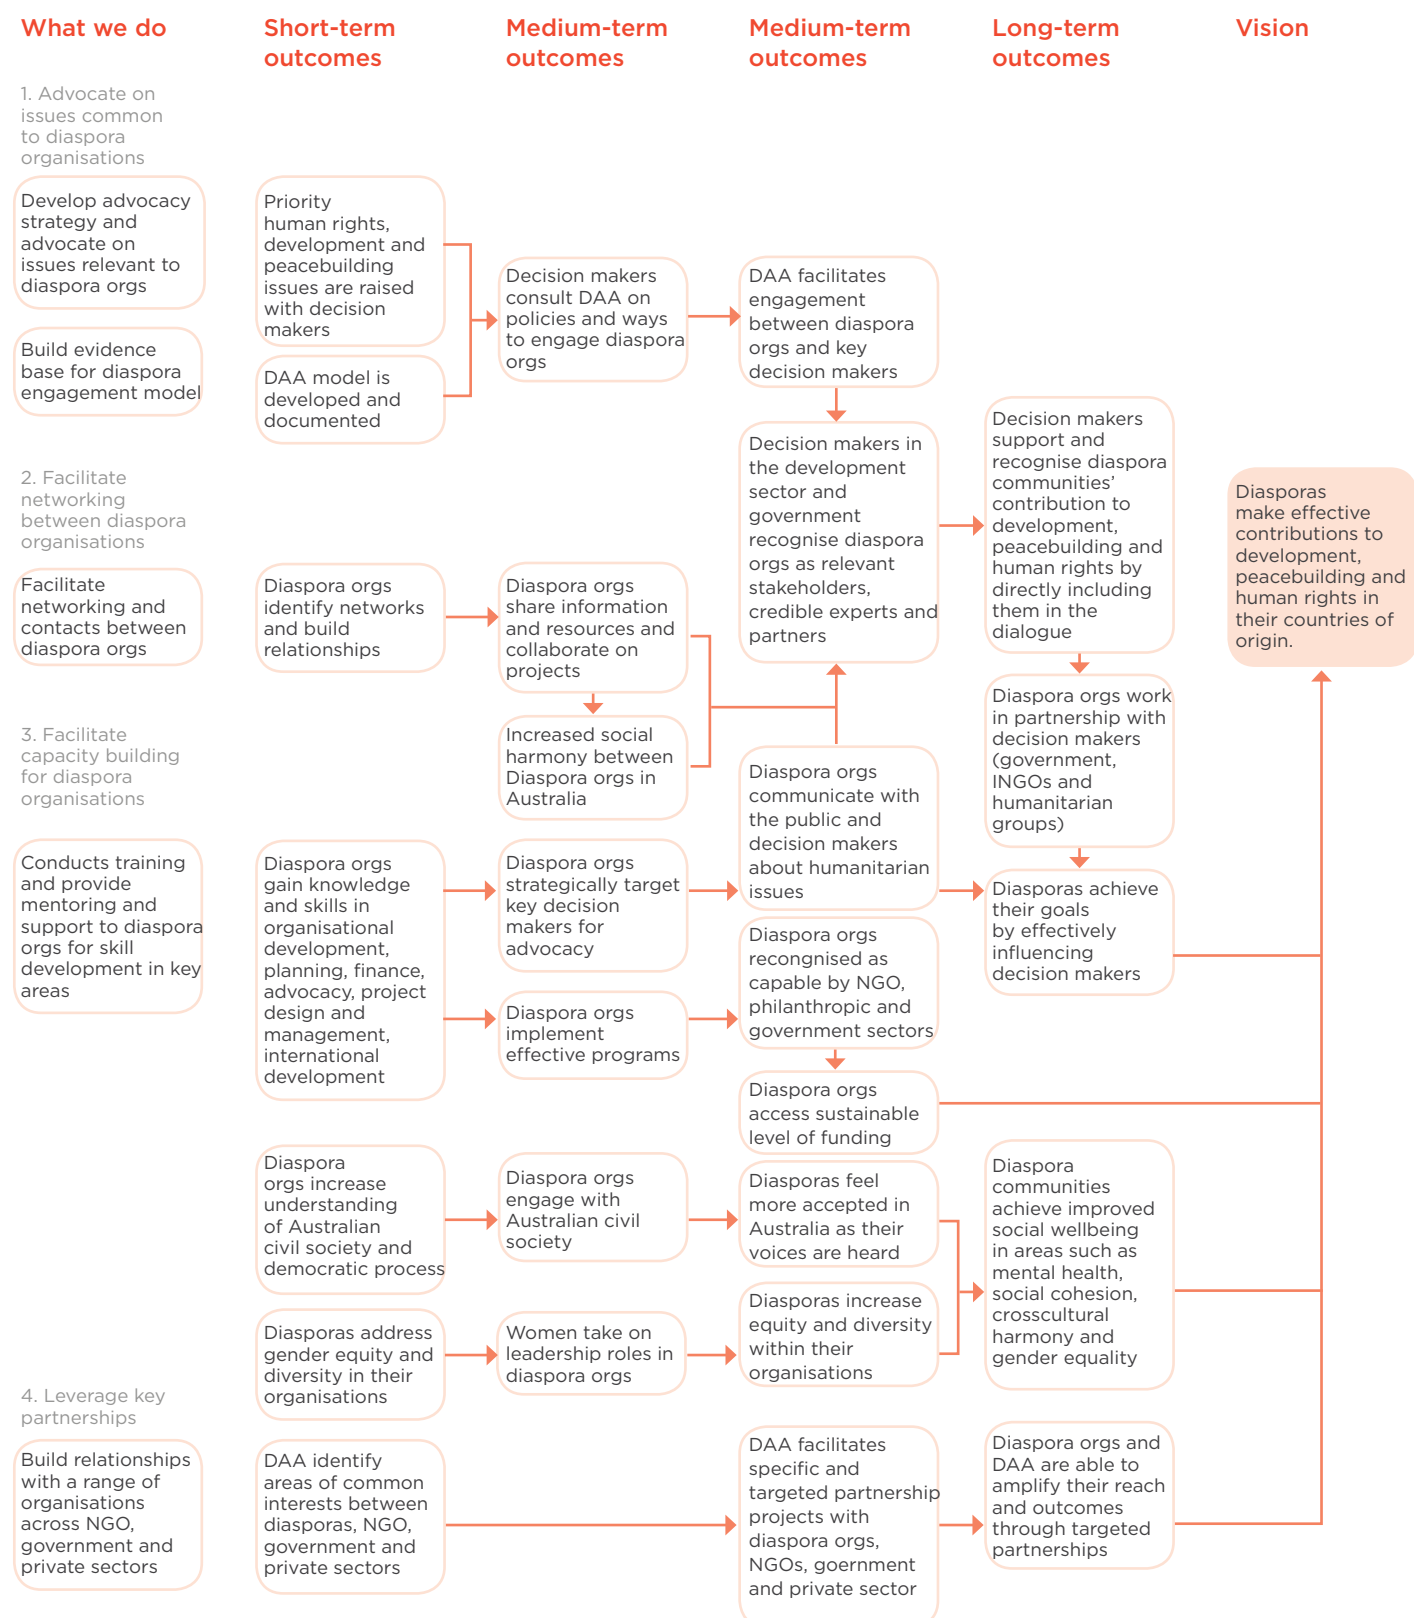 What we do
Short-term
outcomes
Medium-term
outcomes
Medium-term
outcomes
Long-term
outcomes
Vision
1. Advocate on
issues common
to diaspora
organisations
Develop advocacy
strategy and
advocate on
issues relevant to
diaspora orgs
Build evidence
base for diaspora
engagement model
Priority
human rights,
development and
peacebuilding
issues are raised
with decision
makers
DAA model is
developed and
documented
Decision makers
consult DAA on
policies and ways
to engage diaspora
orgs
DAA facilitates
engagement
between diaspora
orgs and key
decision makers
Decision makers in
the development
sector and
government
recognise diaspora
orgs as relevant
stakeholders,
credible experts and
partners
Decision makers
support and
recognise diaspora
communities’
contribution to
development,
peacebuilding and
human rights by
directly including
them in the
dialogue
Diasporas
make effective
contributions to
development,
peacebuilding and
human rights in
their countries of
origin.
2. Facilitate
networking
between diaspora
organisations
Facilitate
networking and
contacts between
diaspora orgs
Diaspora orgs
identify networks
and build
relationships
Diaspora orgs
share information
and resources and
collaborate on
projects
Increased social
harmony between
Diaspora orgs in
Australia
Diaspora orgs work
in partnership with
decision makers
(government,
INGOs and
humanitarian
groups)
3. Facilitate
capacity building
for diaspora
organisations
Conducts training
and provide
mentoring and
support to diaspora
orgs for skill
development in key
areas
Diaspora orgs
gain knowledge
and skills in
organisational
development,
planning, finance,
advocacy, project
design and
management,
international
development
Diaspora orgs
strategically target
key decision
makers for
advocacy
Diaspora orgs
implement
effective programs
Diaspora orgs
communicate with
the public and
decision makers
about humanitarian
issues
Diaspora orgs
recongnised as
capable by NGO,
philanthropic and
government sectors
Diaspora orgs
access sustainable
level of funding
Diasporas achieve
their goals
by effectively
influencing
decision makers
Diaspora
orgs increase
understanding
of Australian
civil society and
democratic process
Diaspora orgs
engage with
Australian civil
society
Diasporas feel
more accepted in
Australia as their
voices are heard
Diasporas address
gender equity and
diversity in their
organisations
Women take on
leadership roles in
diaspora orgs
Diasporas increase
equity and diversity
within their
organisations
Diaspora
communities
achieve improved
social wellbeing
in areas such as
mental health,
social cohesion,
crosscultural
harmony and
gender equality
4. Leverage key
partnerships
Build relationships
with a range of
organisations
across NGO,
government and
private sectors
DAA identify
areas of common
interests between
diasporas, NGO,
government and
private sectors
DAA facilitates
specific and
targeted partnership
projects with
diaspora orgs,
NGOs, goernment
and private sector
Diaspora orgs and
DAA are able to
amplify their reach
and outcomes
through targeted
partnerships